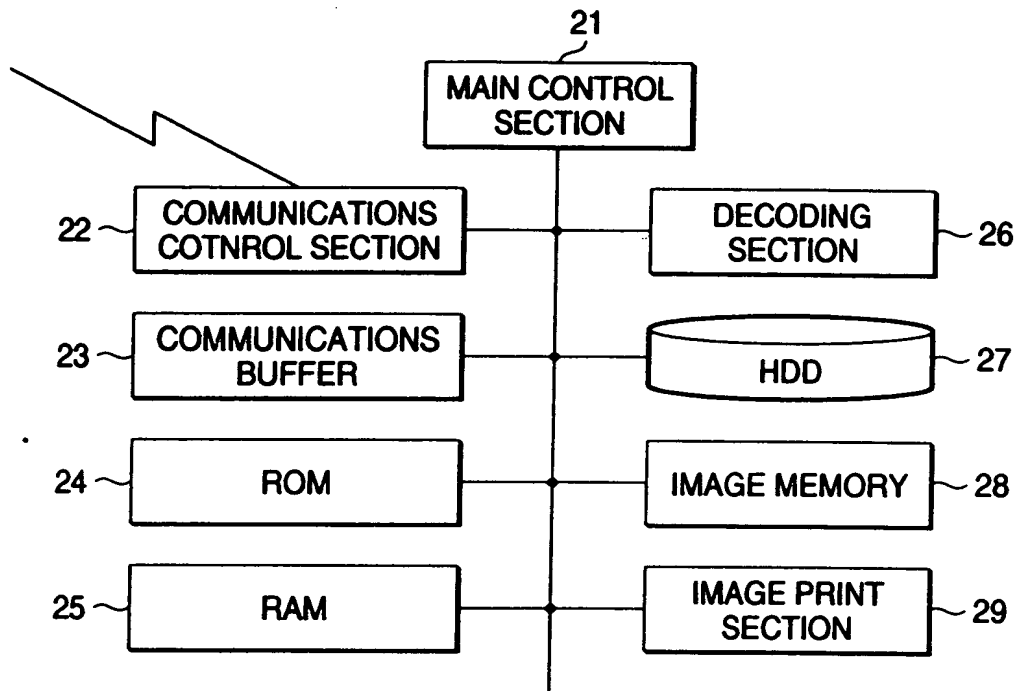 21
MAIN CONTROL
SECTION
22
COMMUNICATIONS
COTNROL SECTION
DECODING
SECTION
26
23
COMMUNICATIONS
BUFFER
HDD
27
24
ROM
IMAGE MEMORY
28
25
RAM
IMAGE PRINT
SECTION
29